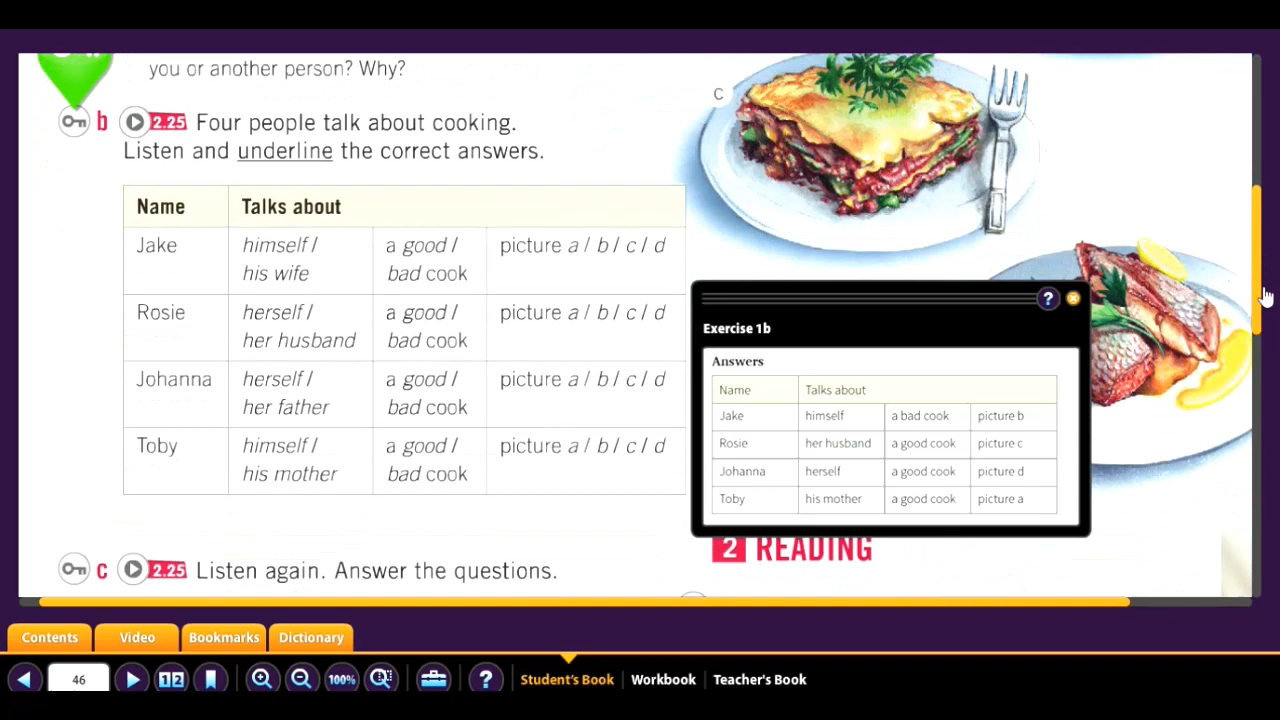 you or another person? Why?
b 2.25 Four people talk about cooking.
Listen and underline the correct answers.
Name Talks about
Jake himself / his wife a good / bad cook picture a / b / c / d
Rosie herself / her husband a good / bad cook picture a / b / c / d
Johanna herself / her father a good / bad cook picture a / b / c / d
Toby himself / his mother a good / bad cook picture a / b / c / d
c 2.25 Listen again. Answer the questions.
C
?
Exercise 1b
Answers
Name Talks about
Jake himself a bad cook picture b
Rosie her husband a good cook picture c
Johanna herself a good cook picture d
Toby his mother a good cook picture a
2 READING
Contents Video Bookmarks Dictionary
46 1 2 100% ? Student's Book Workbook Teacher's Book